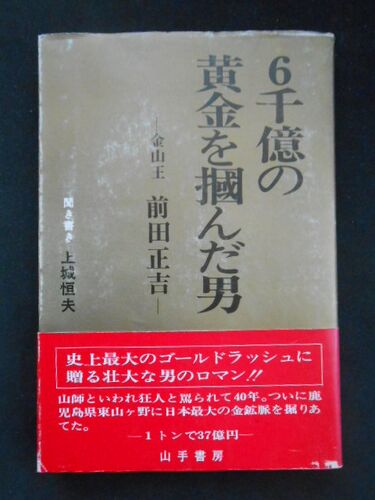 6千億の
黄金を摑んだ男
―金山王 前田正吉―
聞き書き・上城恒夫
史上最大のゴールドラッシュに
贈る壮大な男のロマン!!
山師といわれ狂人と罵られて40年。ついに鹿
児島県東山ヶ野に日本最大の金鉱脈を掘りあ
てた。
―1トンで37億円―
山手書房